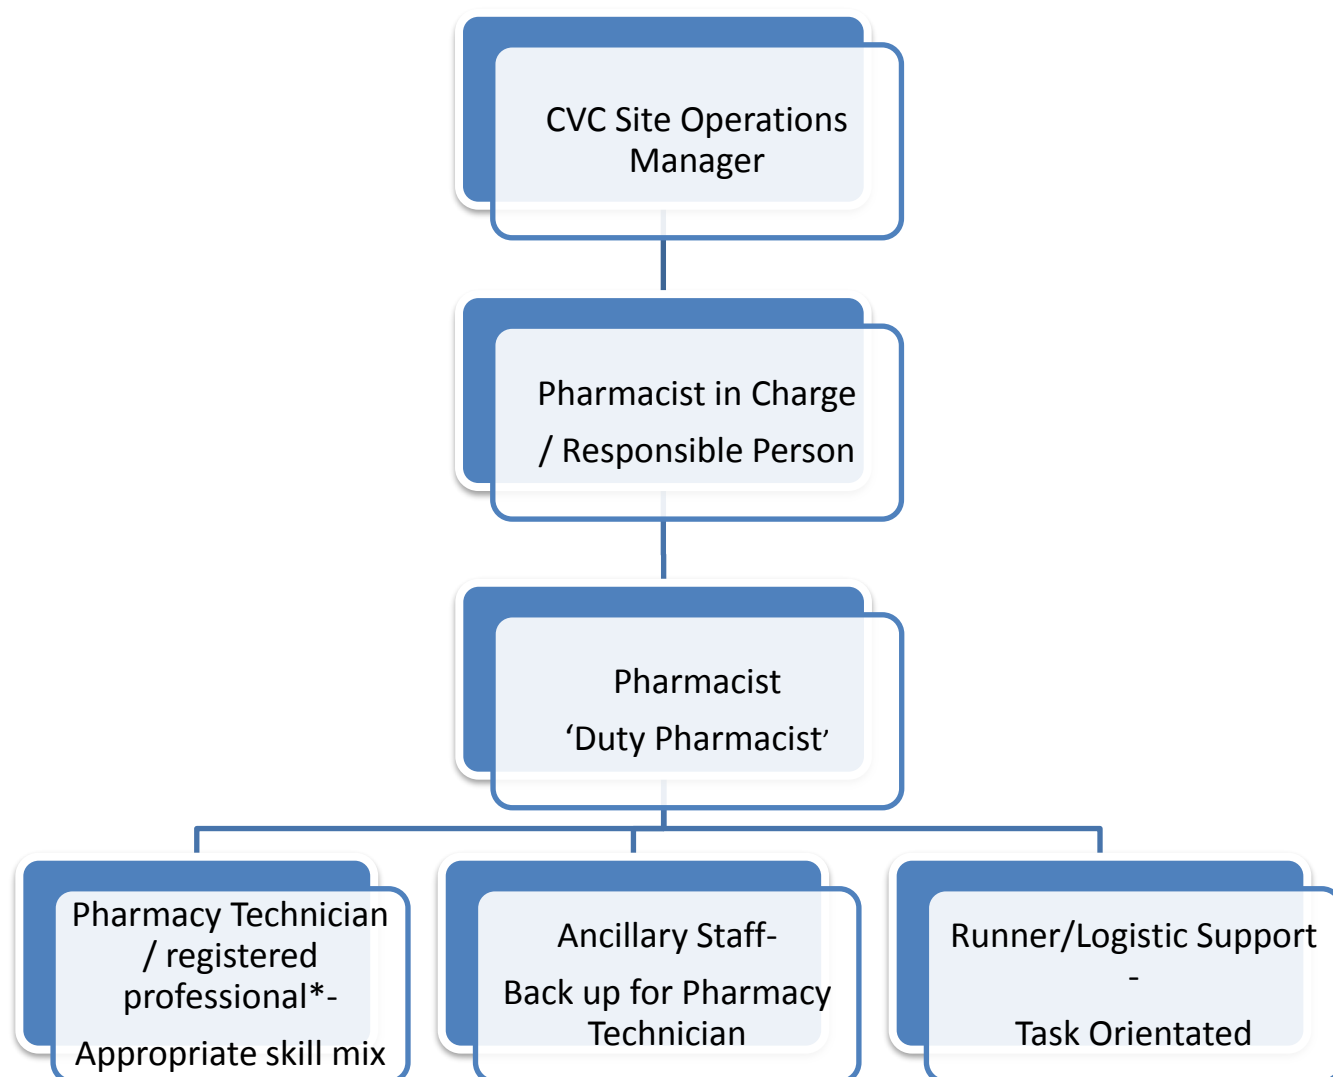 CVC Site Operations
Manager
Pharmacist in Charge
/ Responsible Person
Pharmacist
‘Duty Pharmacist’
Pharmacy Technician
/ registered
professional*-
Appropriate skill mix
Ancillary Staff-
Back up for Pharmacy
Technician
Runner/Logistic Support
-
Task Orientated